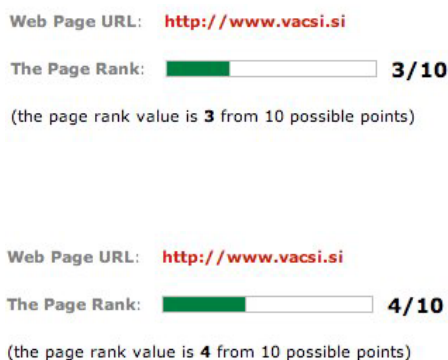 Web Page URL: http://www.vacsi.si
The Page Rank: 3/10
(the page rank value is 3 from 10 possible points)
Web Page URL: http://www.vacsi.si
The Page Rank: 4/10
(the page rank value is 4 from 10 possible points)